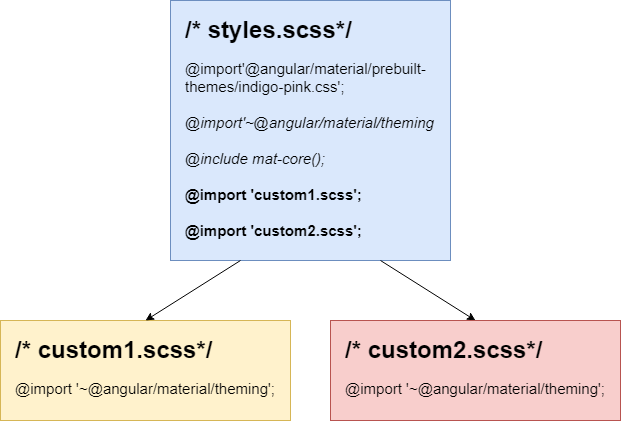 /* styles.scss*/
@import'@angular/material/prebuilt-
themes/indigo-pink.css';
@import'~@angular/material/theming
@include mat-core();
@import 'custom1.scss';
@import 'custom2.scss';
/* custom1.scss*/
@import '~@angular/material/theming';
/* custom2.scss*/
@import '~@angular/material/theming';